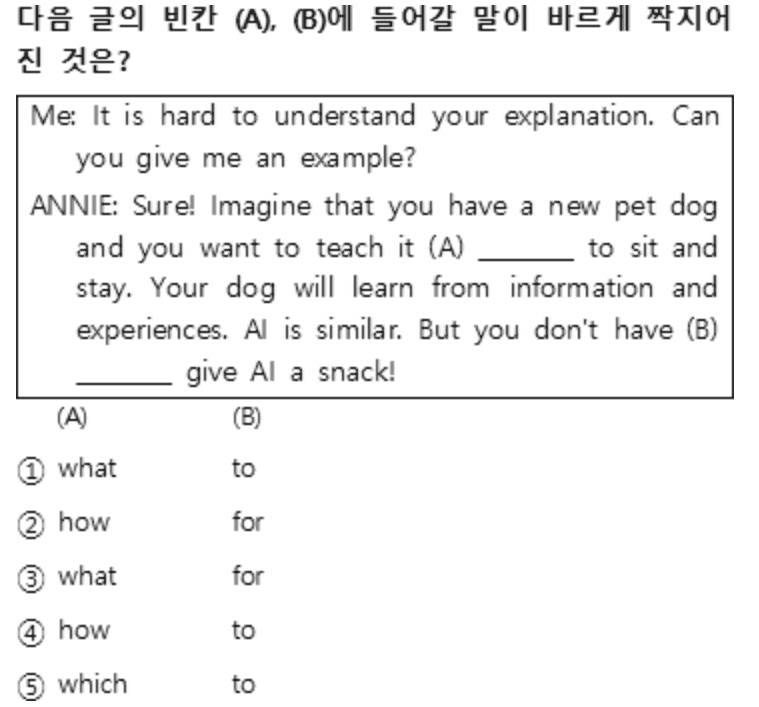 다음 글의 빈칸 (A), (B)에 들어갈 말이 바르게 짝지어
진 것은?
Me: It is hard to understand your explanation. Can
you give me an example?
ANNIE: Sure! Imagine that you have a new pet dog
and you want to teach it (A) _______ to sit and
stay. Your dog will learn from information and
experiences. AI is similar. But you don't have (B)
_______ give AI a snack!
(A) (B)
① what to
② how for
③ what for
④ how to
⑤ which to